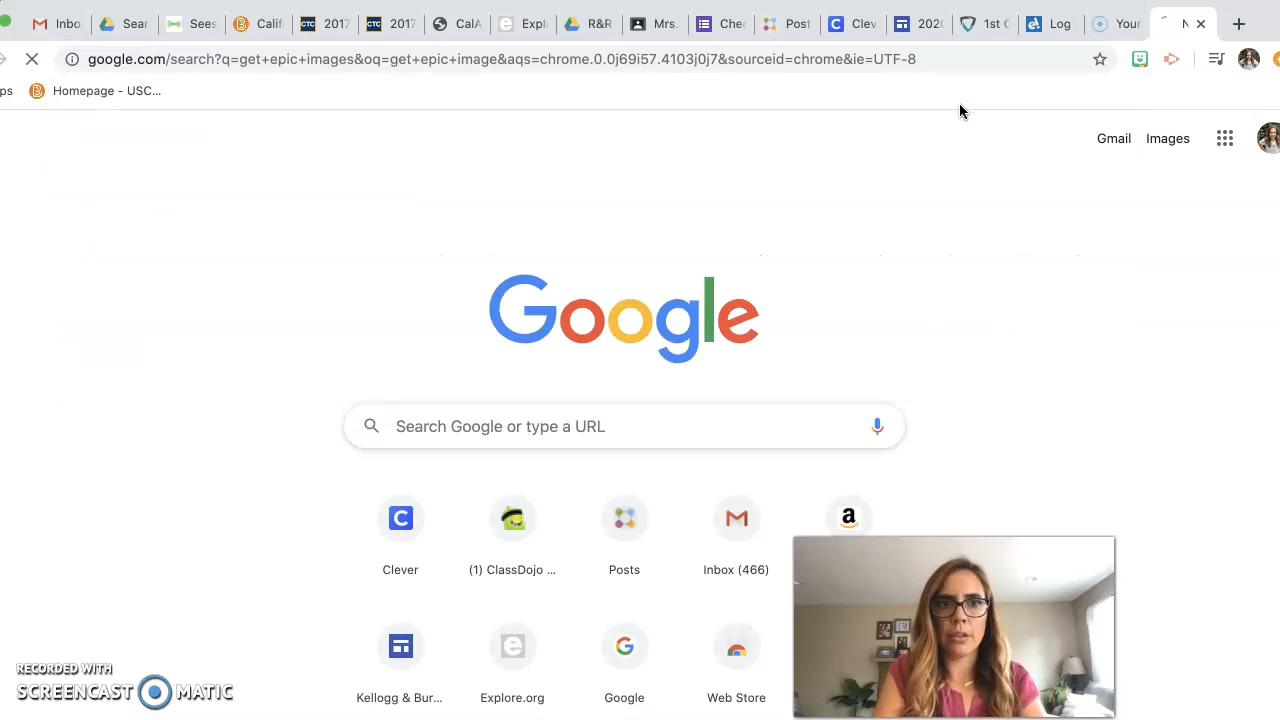 Inbo
Sear
Sees
Calif
2017
2017
CalA
Expl
R&R
Mrs.
Chec
Post
Clev
2020
1st C
Log
Your
N
google.com/search?q=get+epic+images&oq=get+epic+image&aqs=chrome.0.0j69i57.4103j0j7&sourceid=chrome&ie=UTF-8
ps
Homepage - USC...
Gmail
Images
Google
Search Google or type a URL
Clever
(1) ClassDojo ...
Posts
Inbox (466)
Kellogg & Bur...
Explore.org
Google
Web Store
RECORDED WITH
SCREENCAST MATIC